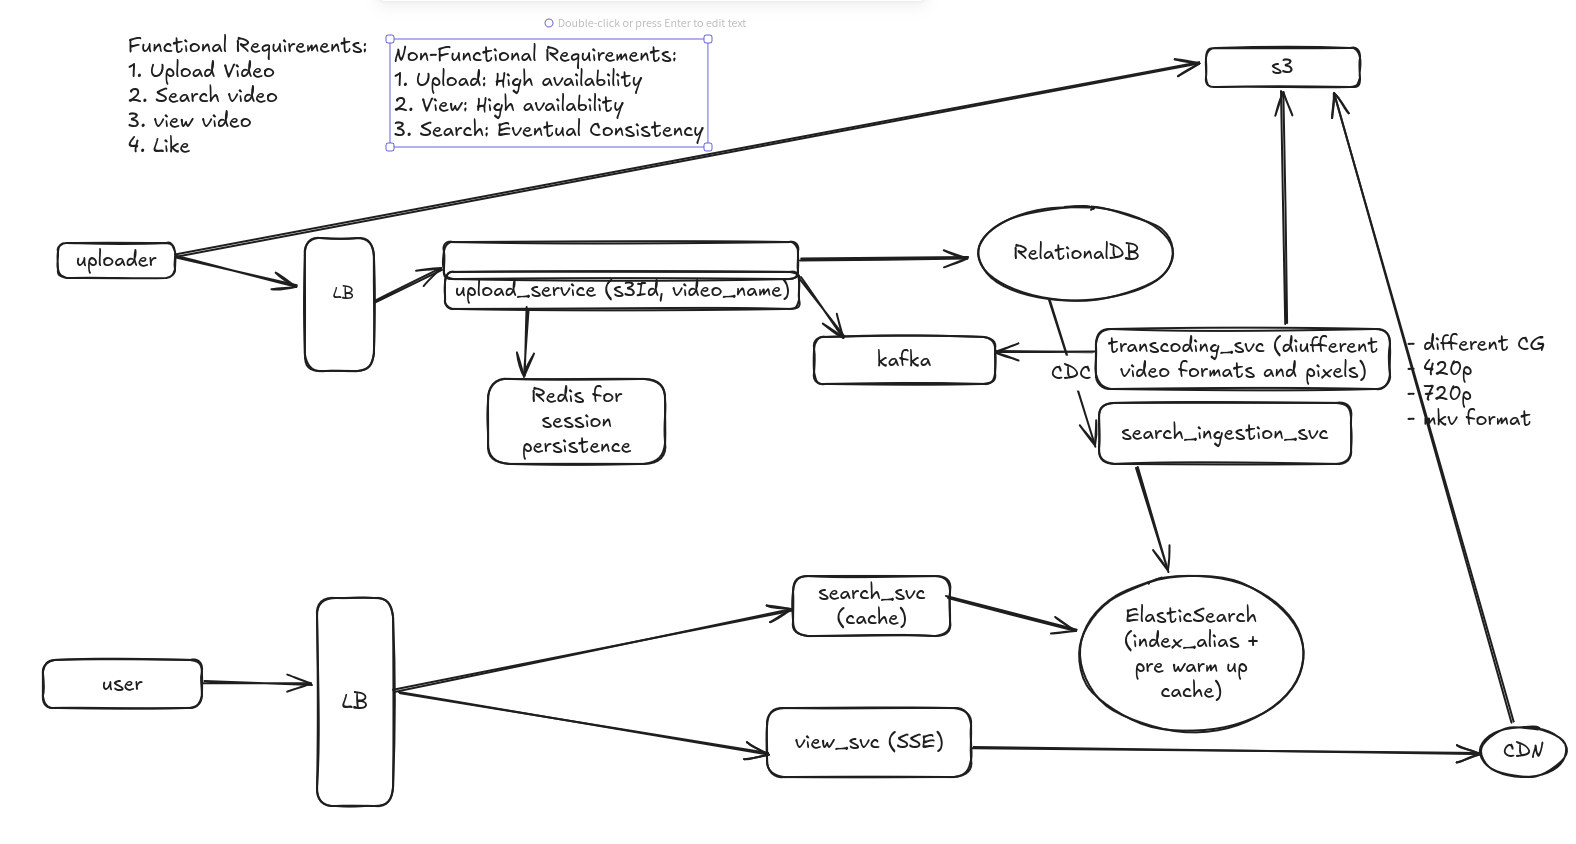 Double-click or press Enter to edit text
Functional Requirements:
1. Upload Video
2. Search video
3. view video
4. Like
Non-Functional Requirements:
1. Upload: High availability
2. View: High availability
3. Search: Eventual Consistency
s3
uploader
LB
upload_service (s3Id, video_name)
RelationalDB
kafka
CDC
transcoding_svc (diufferent
video formats and pixels)
- different CG
- 420p
- 720p
- mkv format
Redis for
session
persistence
search_ingestion_svc
search_svc
(cache)
ElasticSearch
(index_alias +
pre warm up
cache)
user
LB
view_svc (SSE)
CDN